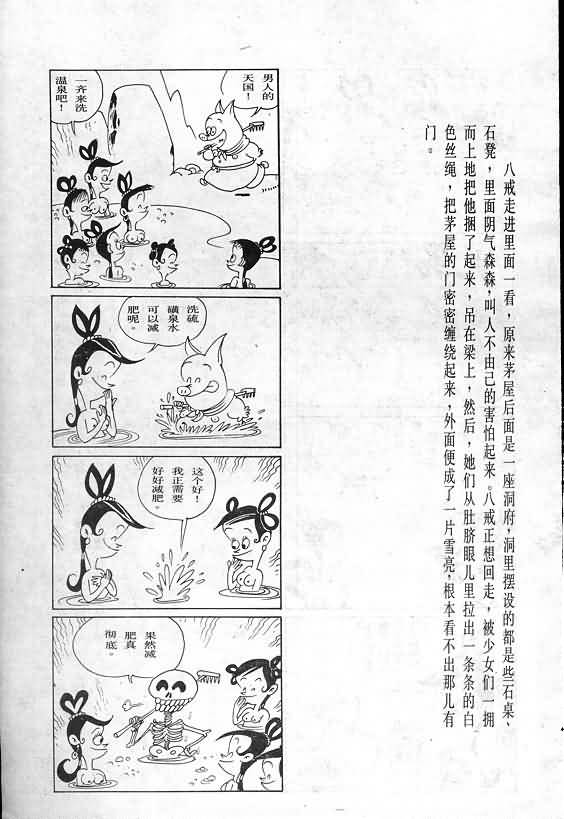 八戒走进里面一看，原来茅屋后面是一座洞府，洞里摆设的都是些石桌、
石凳，里面阴气森森，叫人不由己的害怕起来。八戒正想回走，被少女们一拥
而上地把他捆了起来，吊在梁上，然后，她们从肚脐眼儿里拉出一条条的白
色丝绳，把茅屋的门密密缠绕起来，外面便成了一片雪亮，根本看不出那儿有
门。
男人的
天国！
一齐来洗
温泉吧！
洗硫
磺泉水
可以减
肥呢。
这个好！
我正需要
好好减肥。
果然减
肥真
彻底。